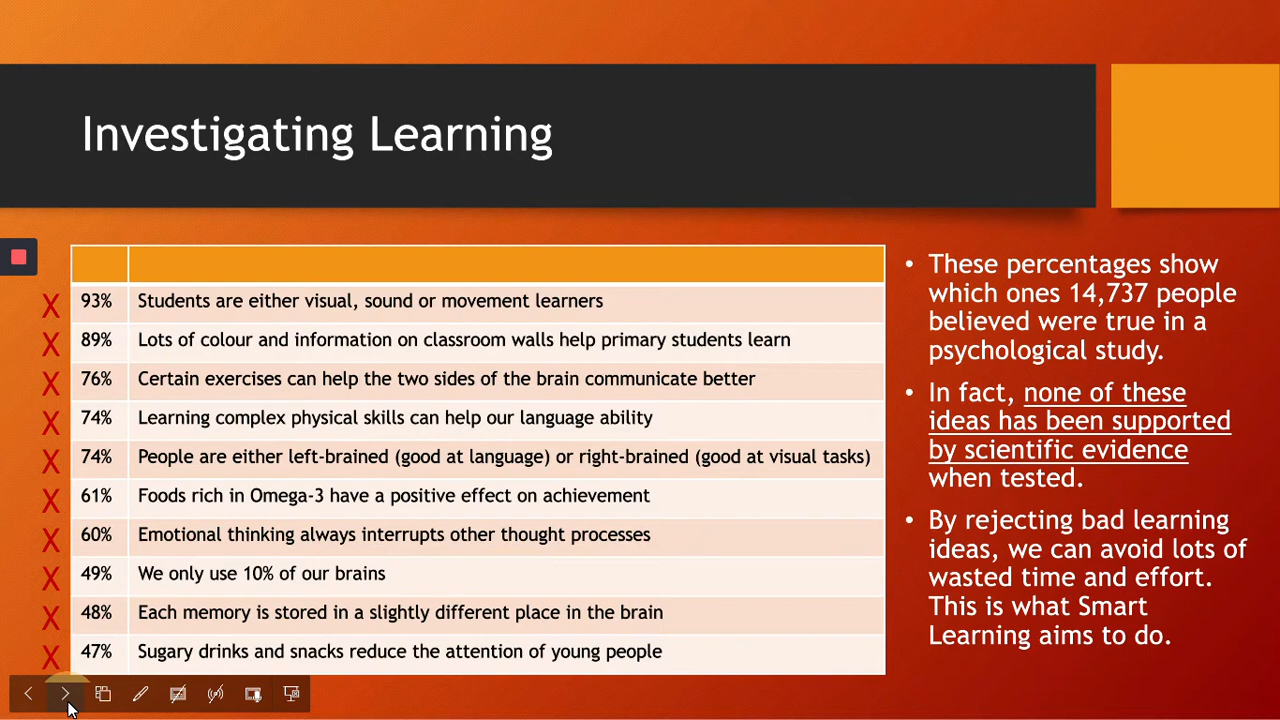 Investigating Learning
X 93% Students are either visual, sound or movement learners
X 89% Lots of colour and information on classroom walls help primary students learn
X 76% Certain exercises can help the two sides of the brain communicate better
X 74% Learning complex physical skills can help our language ability
X 74% People are either left-brained (good at language) or right-brained (good at visual tasks)
X 61% Foods rich in Omega-3 have a positive effect on achievement
X 60% Emotional thinking always interrupts other thought processes
X 49% We only use 10% of our brains
X 48% Each memory is stored in a slightly different place in the brain
X 47% Sugary drinks and snacks reduce the attention of young people
• These percentages show
which ones 14,737 people
believed were true in a
psychological study.
• In fact, none of these
ideas has been supported
by scientific evidence
when tested.
• By rejecting bad learning
ideas, we can avoid lots of
wasted time and effort.
This is what Smart
Learning aims to do.